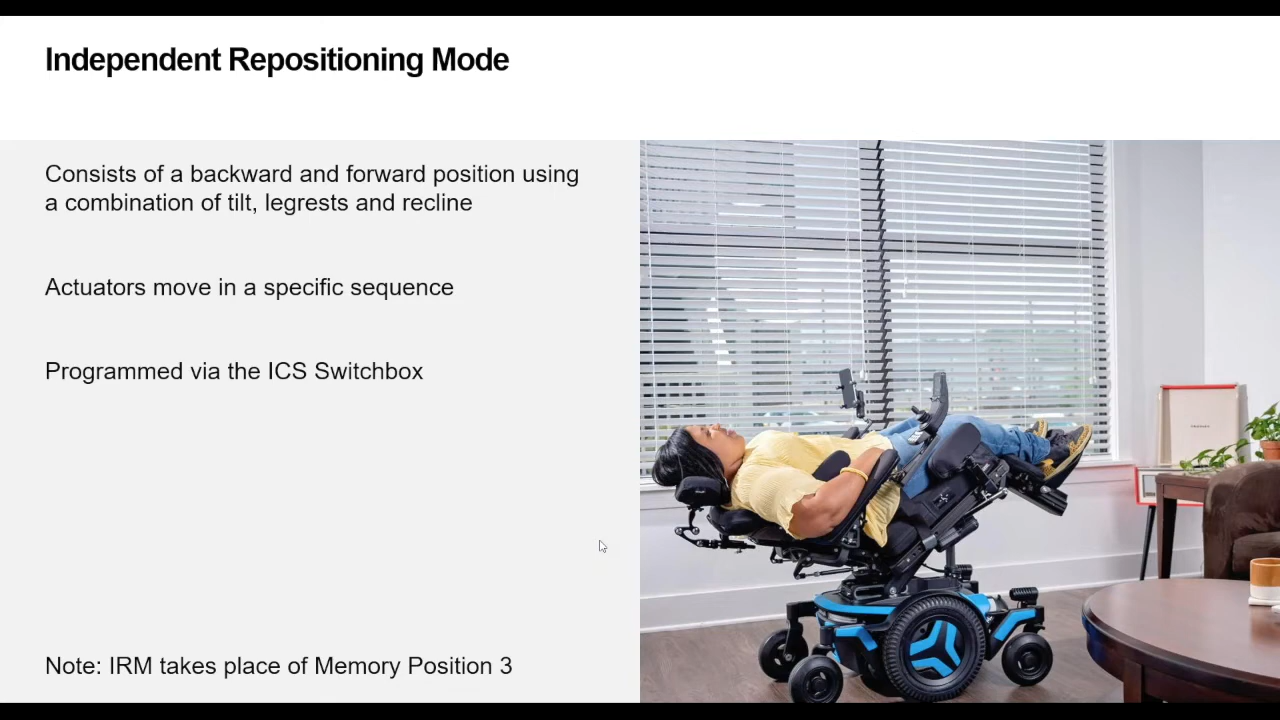 Independent Repositioning Mode
Consists of a backward and forward position using
a combination of tilt, legrests and recline
Actuators move in a specific sequence
Programmed via the ICS Switchbox
Note: IRM takes place of Memory Position 3